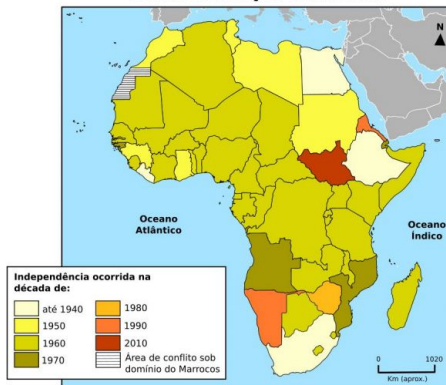 N
Oceano
Atlântico
Oceano
Índico
Independência ocorrida na
década de:
até 1940
1950
1960
1970
1980
1990
2010
Área de conflito sob
domínio do Marrocos
0
1020
Km (aprox.)